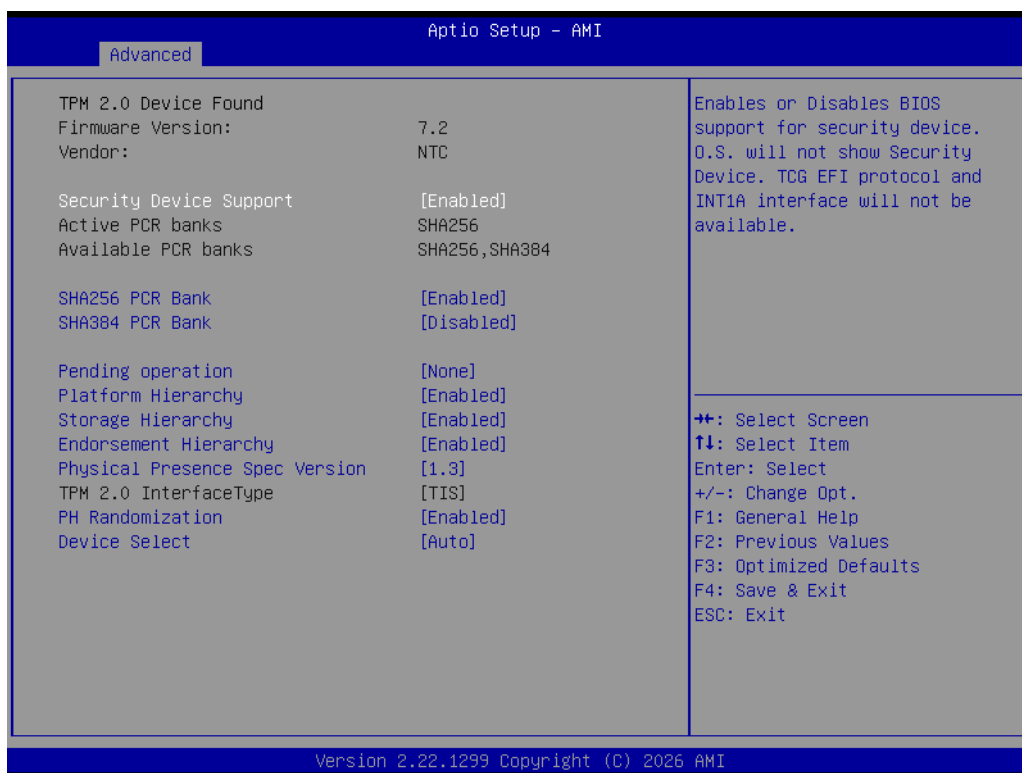 Aptio Setup – AMI
Advanced
TPM 2.0 Device Found
Firmware Version: 7.2
Vendor: NTC
Security Device Support [Enabled]
Active PCR banks SHA256
Available PCR banks SHA256,SHA384
SHA256 PCR Bank [Enabled]
SHA384 PCR Bank [Disabled]
Pending operation [None]
Platform Hierarchy [Enabled]
Storage Hierarchy [Enabled]
Endorsement Hierarchy [Enabled]
Physical Presence Spec Version [1.3]
TPM 2.0 InterfaceType [TIS]
PH Randomization [Enabled]
Device Select [Auto]
Enables or Disables BIOS
support for security device.
O.S. will not show Security
Device. TCG EFI protocol and
INT1A interface will not be
available.
→←: Select Screen
↑↓: Select Item
Enter: Select
+/-: Change Opt.
F1: General Help
F2: Previous Values
F3: Optimized Defaults
F4: Save & Exit
ESC: Exit
Version 2.22.1299 Copyright (C) 2026 AMI